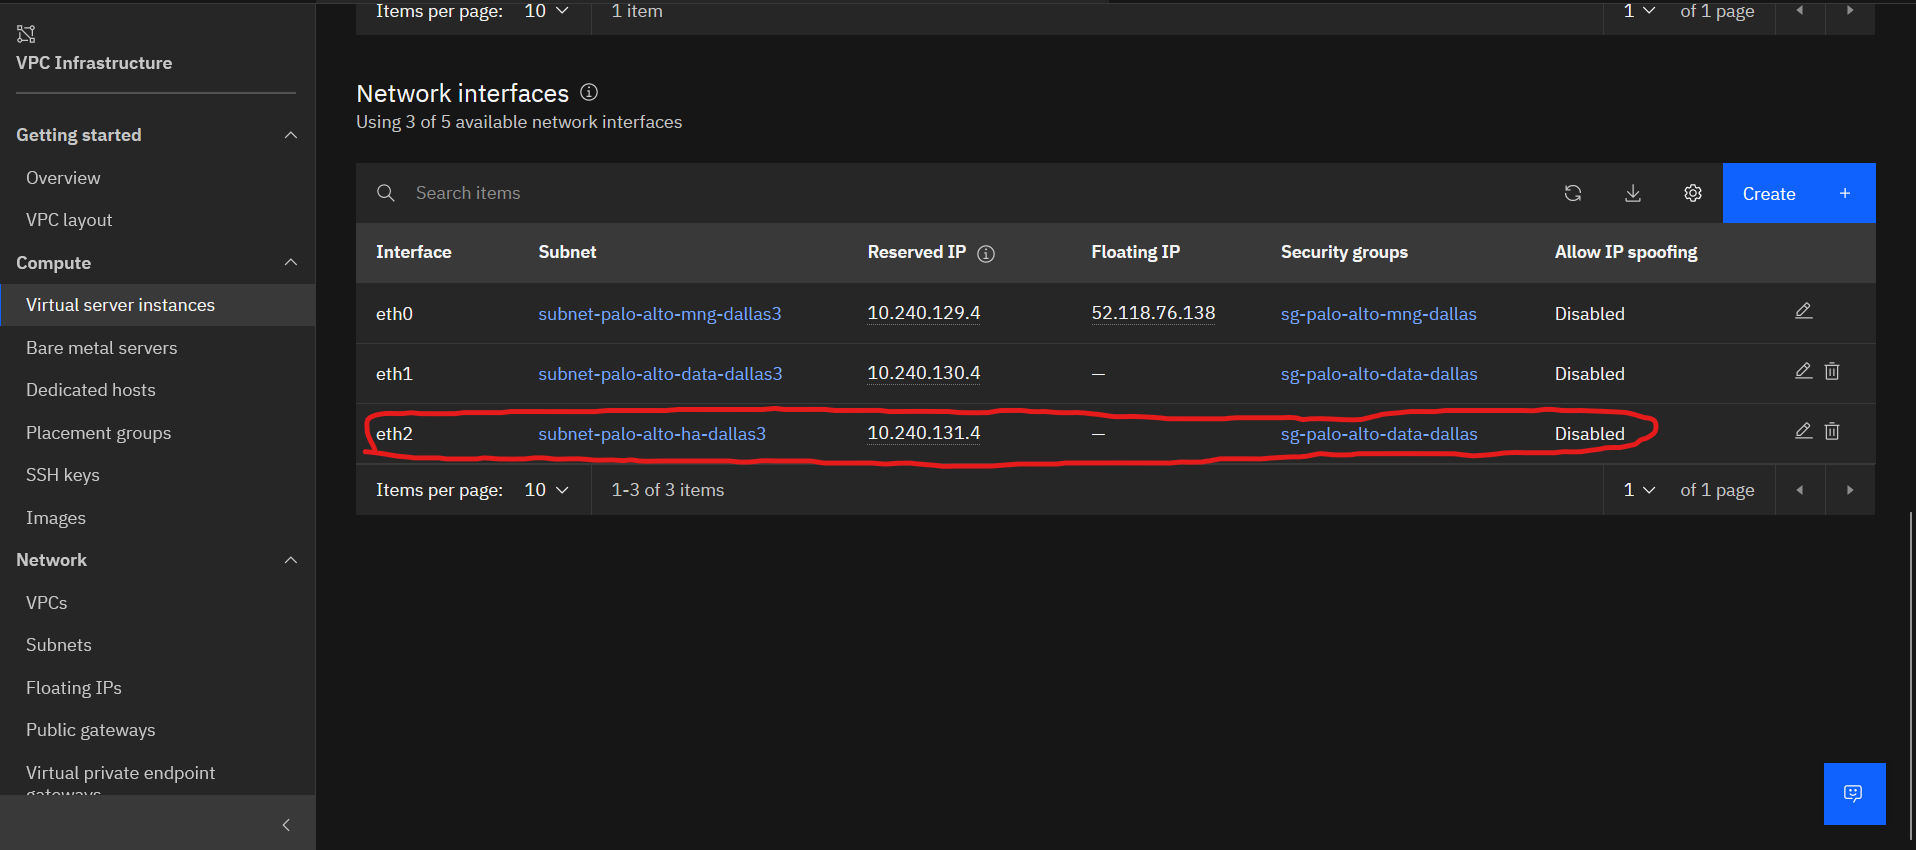 VPC Infrastructure
Getting started
Overview
VPC layout
Compute
Virtual server instances
Bare metal servers
Dedicated hosts
Placement groups
SSH keys
Images
Network
VPCs
Subnets
Floating IPs
Public gateways
Virtual private endpoint
gateways
Items per page: 10 1 item 1 of 1 page
Network interfaces
Using 3 of 5 available network interfaces
Search items Create +
Interface Subnet Reserved IP Floating IP Security groups Allow IP spoofing
eth0 subnet-palo-alto-mng-dallas3 10.240.129.4 52.118.76.138 sg-palo-alto-mng-dallas Disabled
eth1 subnet-palo-alto-data-dallas3 10.240.130.4 — sg-palo-alto-data-dallas Disabled
eth2 subnet-palo-alto-ha-dallas3 10.240.131.4 — sg-palo-alto-data-dallas Disabled
Items per page: 10 1-3 of 3 items 1 of 1 page